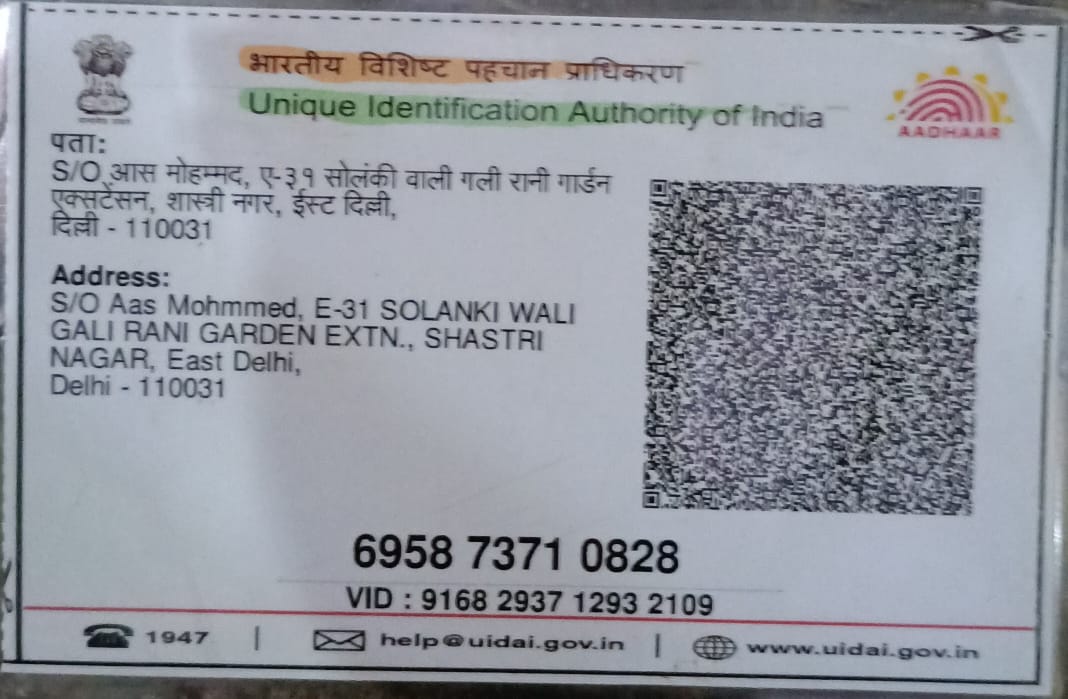 भारतीय विशिष्ट पहचान प्राधिकरण
Unique Identification Authority of India
AADHAAR
पता:
S/O आस मोहम्मद, ए-३१ सोलंकी वाली गली रानी गार्डन
एक्सटेंसन, शास्त्री नगर, ईस्ट दिल्ली,
दिल्ली - 110031
Address:
S/O Aas Mohmmed, E-31 SOLANKI WALI
GALI RANI GARDEN EXTN., SHASTRI
NAGAR, East Delhi,
Delhi - 110031
6958 7371 0828
VID : 9168 2937 1293 2109
1947 | help@uidai.gov.in | www.uidai.gov.in